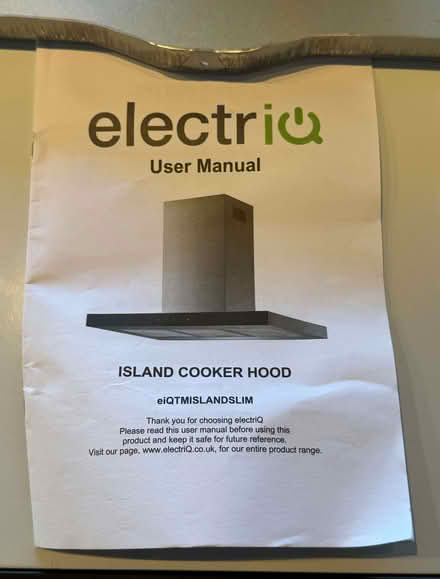 electriQ
User Manual
ISLAND COOKER HOOD
eiQTMISLANDSLIM
Thank you for choosing electriQ
Please read this user manual before using this
product and keep it safe for future reference.
Visit our page, www.electriQ.co.uk, for our entire product range.